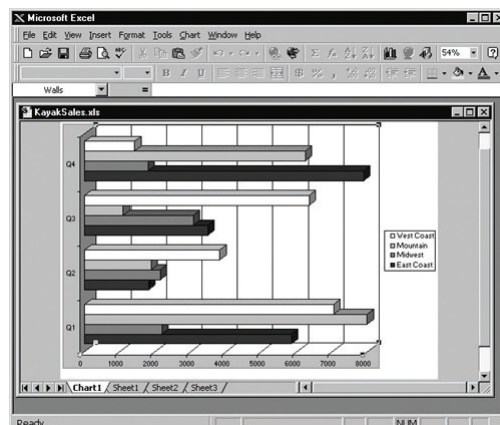 Microsoft Excel
File Edit View Insert Format Tools Chart Window Help
54%
Walls =
KayakSales.xls
Q4
Q3
Q2
Q1
West Coast
Mountain
Midwest
East Coast
0 1000 2000 3000 4000 5000 6000 7000 8000
Chart1 Sheet1 Sheet2 Sheet3
Ready NUM